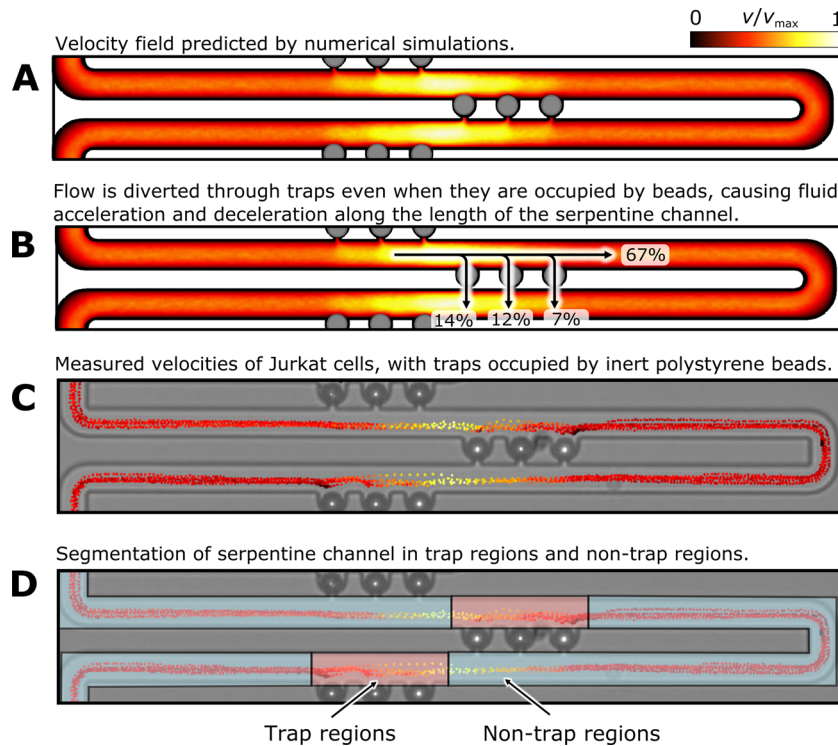 0 v/vmax 1
Velocity field predicted by numerical simulations.
A
Flow is diverted through traps even when they are occupied by beads, causing fluid
acceleration and deceleration along the length of the serpentine channel.
B
67%
14% 12% 7%
Measured velocities of Jurkat cells, with traps occupied by inert polystyrene beads.
C
Segmentation of serpentine channel in trap regions and non-trap regions.
D
Trap regions Non-trap regions